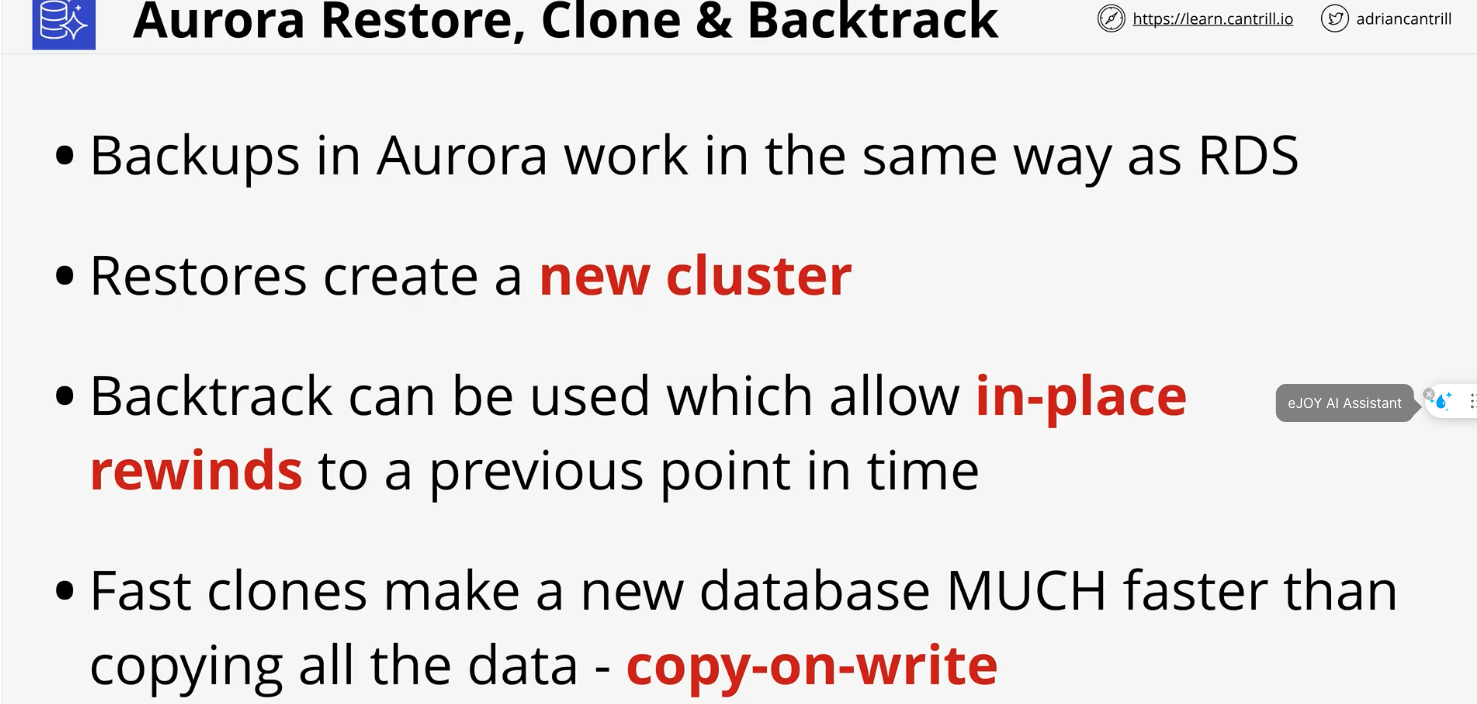 Aurora Restore, Clone & Backtrack
https://learn.cantrill.io
adriancantrill
• Backups in Aurora work in the same way as RDS
• Restores create a new cluster
• Backtrack can be used which allow in-place
rewinds to a previous point in time
eJOY AI Assistant
• Fast clones make a new database MUCH faster than
copying all the data - copy-on-write